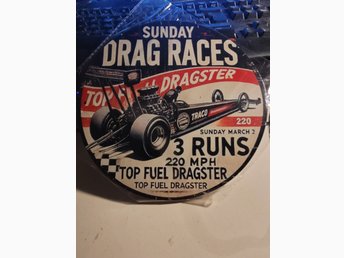 SUNDAY
DRAG RACES
TOP FUEL DRAGSTER
TRACO
220
SUNDAY MARCH 2
3 RUNS
220 MPH
TOP FUEL DRAGSTER
TOP FUEL DRAGSTER